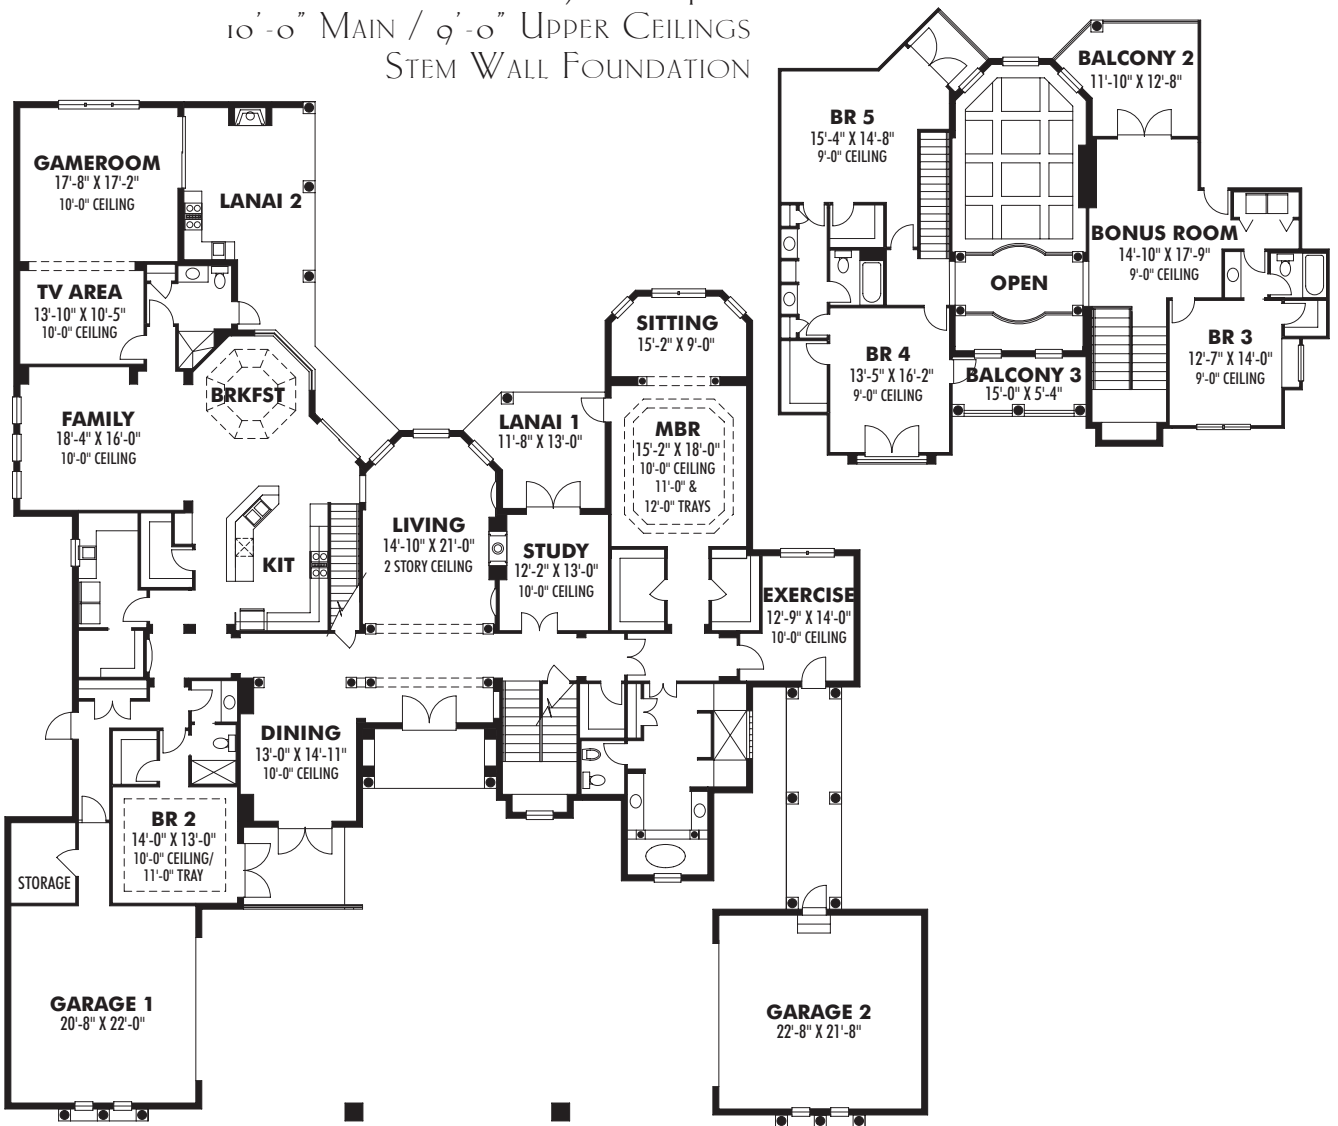 10'-0" Main / 9'-0" Upper Ceilings
Stem Wall Foundation
GAMEROOM
17'-8" X 17'-2"
10'-0" CEILING
LANAI 2
TV AREA
13'-10" X 10'-5"
10'-0" CEILING
FAMILY
18'-4" X 16'-0"
10'-0" CEILING
BRKFST
KIT
LIVING
14'-10" X 21'-0"
2 STORY CEILING
LANAI 1
11'-8" X 13'-0"
STUDY
12'-2" X 13'-0"
10'-0" CEILING
SITTING
15'-2" X 9'-0"
MBR
15'-2" X 18'-0"
10'-0" CEILING
11'-0" &
12'-0" TRAYS
EXERCISE
12'-9" X 14'-0"
10'-0" CEILING
DINING
13'-0" X 14'-11"
10'-0" CEILING
BR 2
14'-0" X 13'-0"
10'-0" CEILING/
11'-0" TRAY
STORAGE
GARAGE 1
20'-8" X 22'-0"
GARAGE 2
22'-8" X 21'-8"
BR 5
15'-4" X 14'-8"
9'-0" CEILING
BALCONY 2
11'-10" X 12'-8"
BONUS ROOM
14'-10" X 17'-9"
9'-0" CEILING
OPEN
BR 4
13'-5" X 16'-2"
9'-0" CEILING
BALCONY 3
15'-0" X 5'-4"
BR 3
12'-7" X 14'-0"
9'-0" CEILING